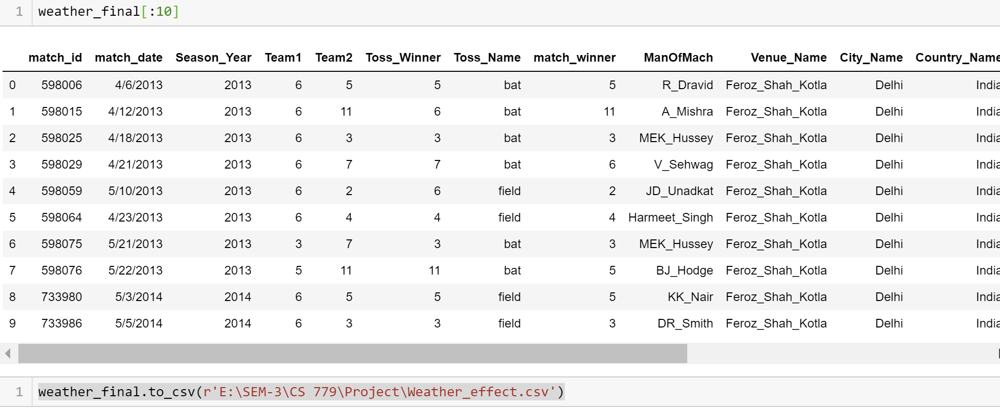 1 weather_final[:10]
match_id match_date Season_Year Team1 Team2 Toss_Winner Toss_Name match_winner ManOfMach Venue_Name City_Name Country_Name
0 598006 4/6/2013 2013 6 5 5 bat 5 R_Dravid Feroz_Shah_Kotla Delhi India
1 598015 4/12/2013 2013 6 11 6 bat 11 A_Mishra Feroz_Shah_Kotla Delhi India
2 598025 4/18/2013 2013 6 3 3 bat 3 MEK_Hussey Feroz_Shah_Kotla Delhi India
3 598029 4/21/2013 2013 6 7 7 bat 6 V_Sehwag Feroz_Shah_Kotla Delhi India
4 598059 5/10/2013 2013 6 2 6 field 2 JD_Unadkat Feroz_Shah_Kotla Delhi India
5 598064 4/23/2013 2013 6 4 4 field 4 Harmeet_Singh Feroz_Shah_Kotla Delhi India
6 598075 5/21/2013 2013 3 7 3 bat 3 MEK_Hussey Feroz_Shah_Kotla Delhi India
7 598076 5/22/2013 2013 5 11 11 bat 5 BJ_Hodge Feroz_Shah_Kotla Delhi India
8 733980 5/3/2014 2014 6 5 5 field 5 KK_Nair Feroz_Shah_Kotla Delhi India
9 733986 5/5/2014 2014 6 3 3 field 3 DR_Smith Feroz_Shah_Kotla Delhi India
1 weather_final.to_csv(r'E:\SEM-3\CS 779\Project\Weather_effect.csv')